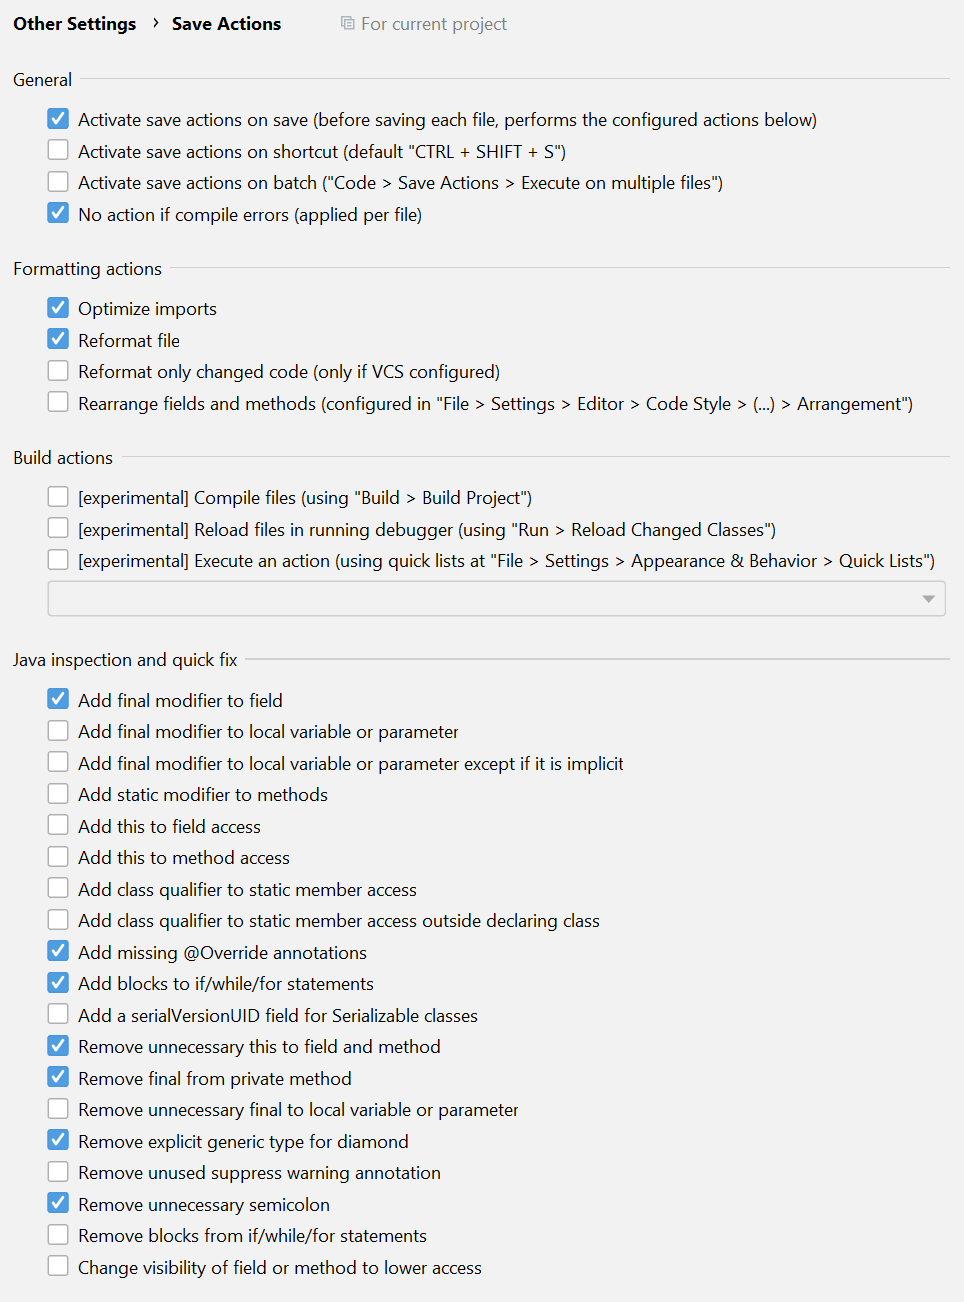 Other Settings › Save Actions For current project
General
Activate save actions on save (before saving each file, performs the configured actions below)
Activate save actions on shortcut (default "CTRL + SHIFT + S")
Activate save actions on batch ("Code > Save Actions > Execute on multiple files")
No action if compile errors (applied per file)
Formatting actions
Optimize imports
Reformat file
Reformat only changed code (only if VCS configured)
Rearrange fields and methods (configured in "File > Settings > Editor > Code Style > (...) > Arrangement")
Build actions
[experimental] Compile files (using "Build > Build Project")
[experimental] Reload files in running debugger (using "Run > Reload Changed Classes")
[experimental] Execute an action (using quick lists at "File > Settings > Appearance & Behavior > Quick Lists")
Java inspection and quick fix
Add final modifier to field
Add final modifier to local variable or parameter
Add final modifier to local variable or parameter except if it is implicit
Add static modifier to methods
Add this to field access
Add this to method access
Add class qualifier to static member access
Add class qualifier to static member access outside declaring class
Add missing @Override annotations
Add blocks to if/while/for statements
Add a serialVersionUID field for Serializable classes
Remove unnecessary this to field and method
Remove final from private method
Remove unnecessary final to local variable or parameter
Remove explicit generic type for diamond
Remove unused suppress warning annotation
Remove unnecessary semicolon
Remove blocks from if/while/for statements
Change visibility of field or method to lower access